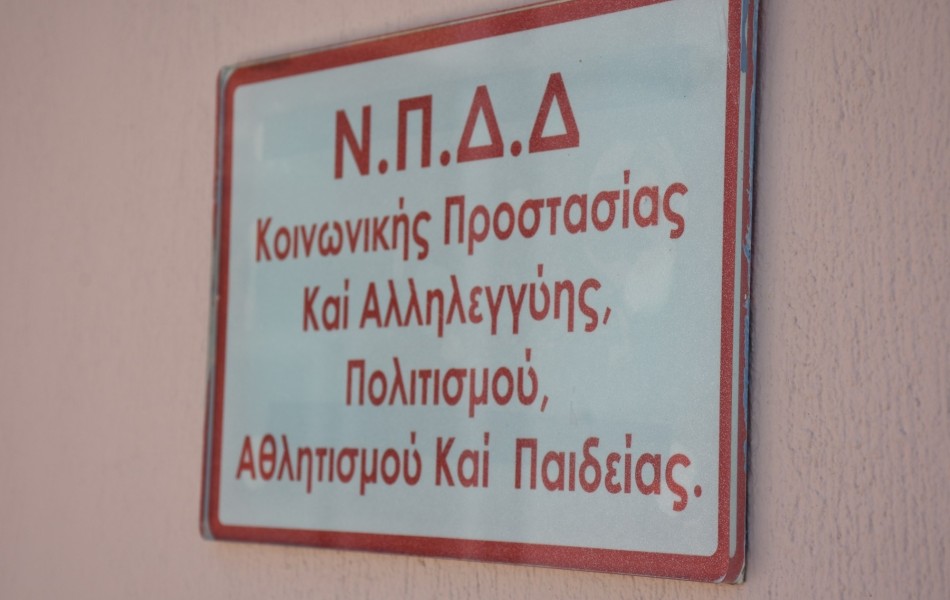 Ν.Π.Δ.Δ
Κοινωνικής Προστασίας
Καί Αλληλεγγύης,
Πολιτισμού,
Αθλητισμού Καί Παιδείας.